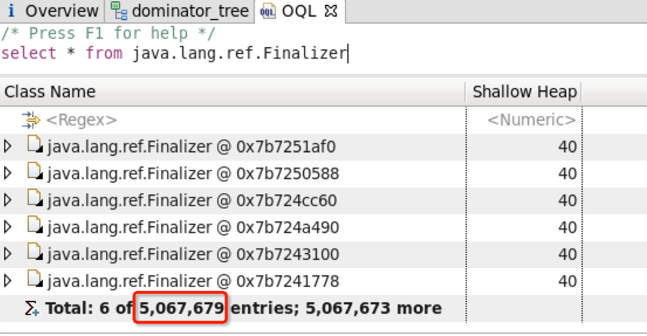 i Overview dominator_tree OQL OQL
/* Press F1 for help */
select * from java.lang.ref.Finalizer
Class Name Shallow Heap
<Regex> <Numeric>
java.lang.ref.Finalizer @ 0x7b7251af0 40
java.lang.ref.Finalizer @ 0x7b7250588 40
java.lang.ref.Finalizer @ 0x7b724cc60 40
java.lang.ref.Finalizer @ 0x7b724a490 40
java.lang.ref.Finalizer @ 0x7b7243100 40
java.lang.ref.Finalizer @ 0x7b7241778 40
Total: 6 of 5,067,679 entries; 5,067,673 more